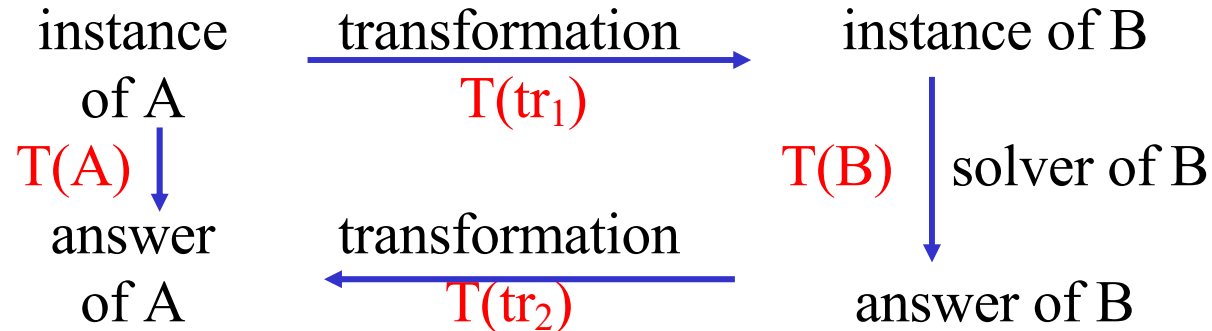 instance transformation instance of B
of A T(tr₁)
T(A) T(B) solver of B
answer transformation
of A T(tr₂) answer of B